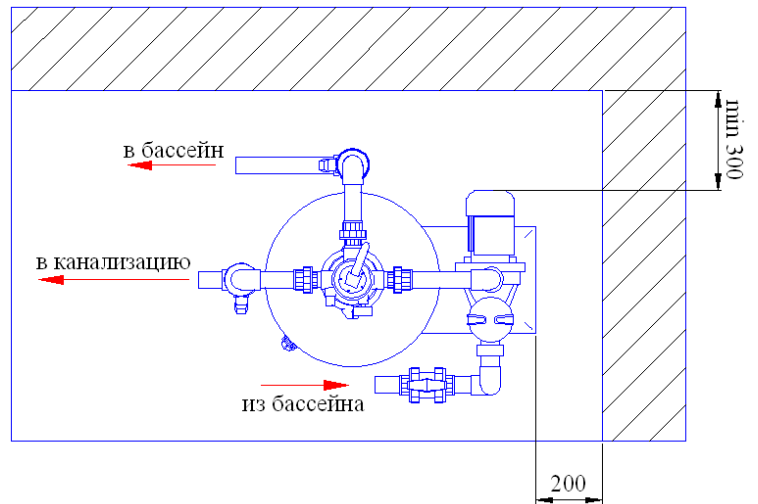 min 300
в бассейн
в канализацию
из бассейна
200